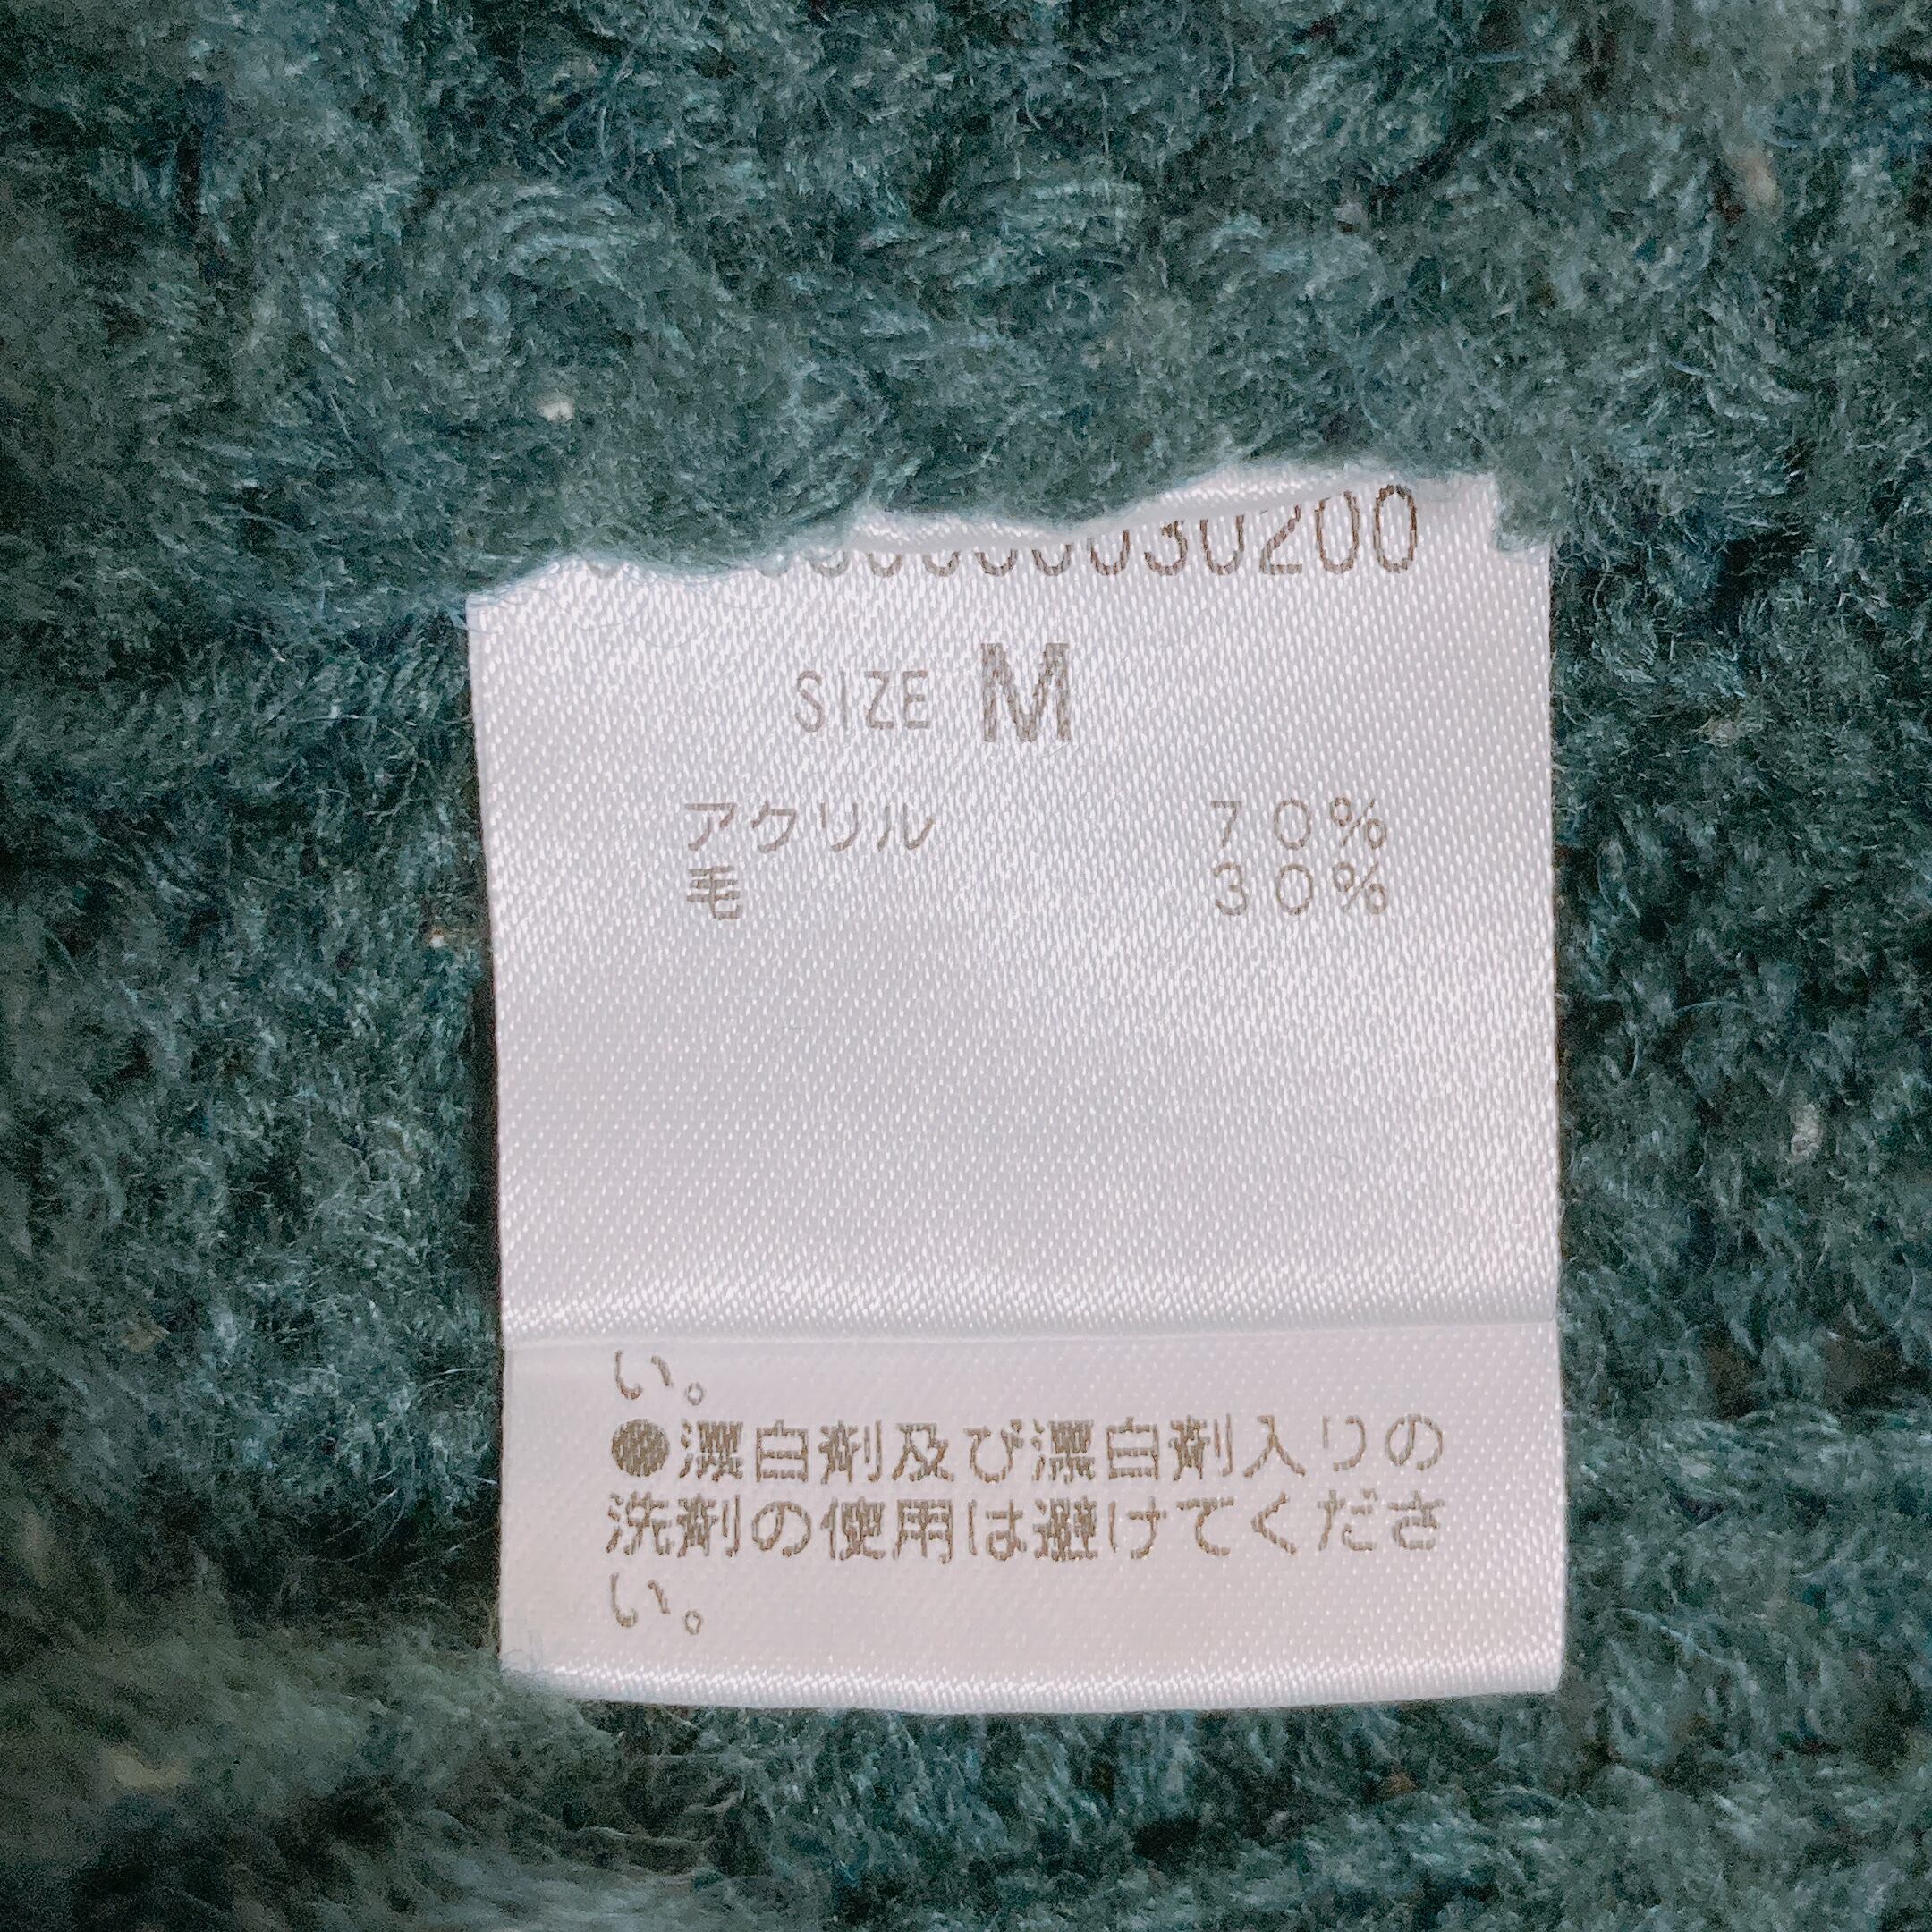 030200
SIZE M
アクリル 70%
毛 30%
い。
●漂白剤及び漂白剤入りの
洗剤の使用は避けてくださ
い。